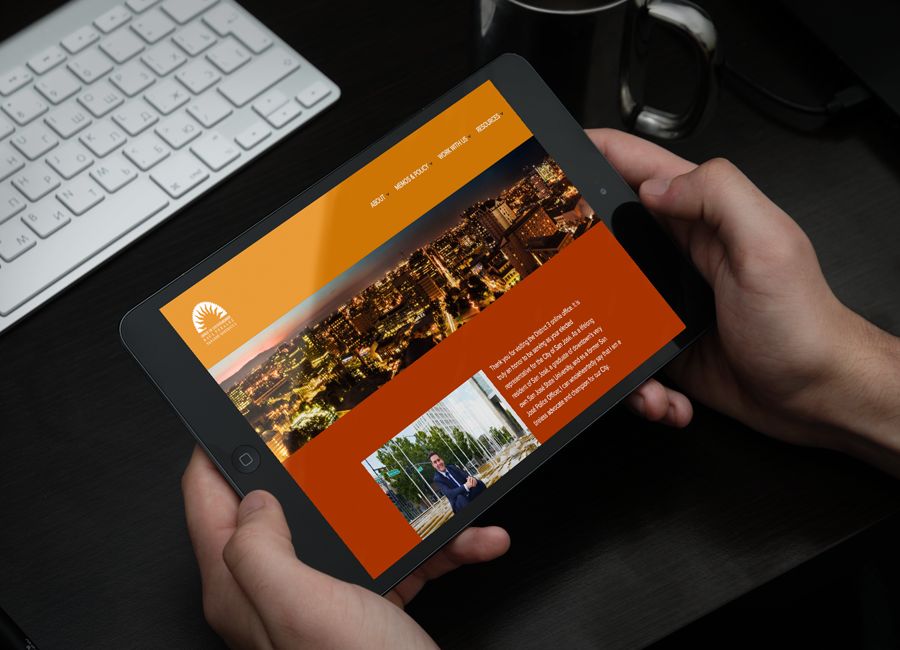 ABOUT
MEMOS & POLICY
WORK WITH US
RESOURCES
Thank you for visiting the District 3 online office. It is
truly an honor to be serving as your elected
representative for the City of San José. As a lifelong
resident of San José, a graduate of downtown's very
own San José State University, and as a former San
José Police Officer, I can wholeheartedly say that I am a
tireless advocate and champion for our City.